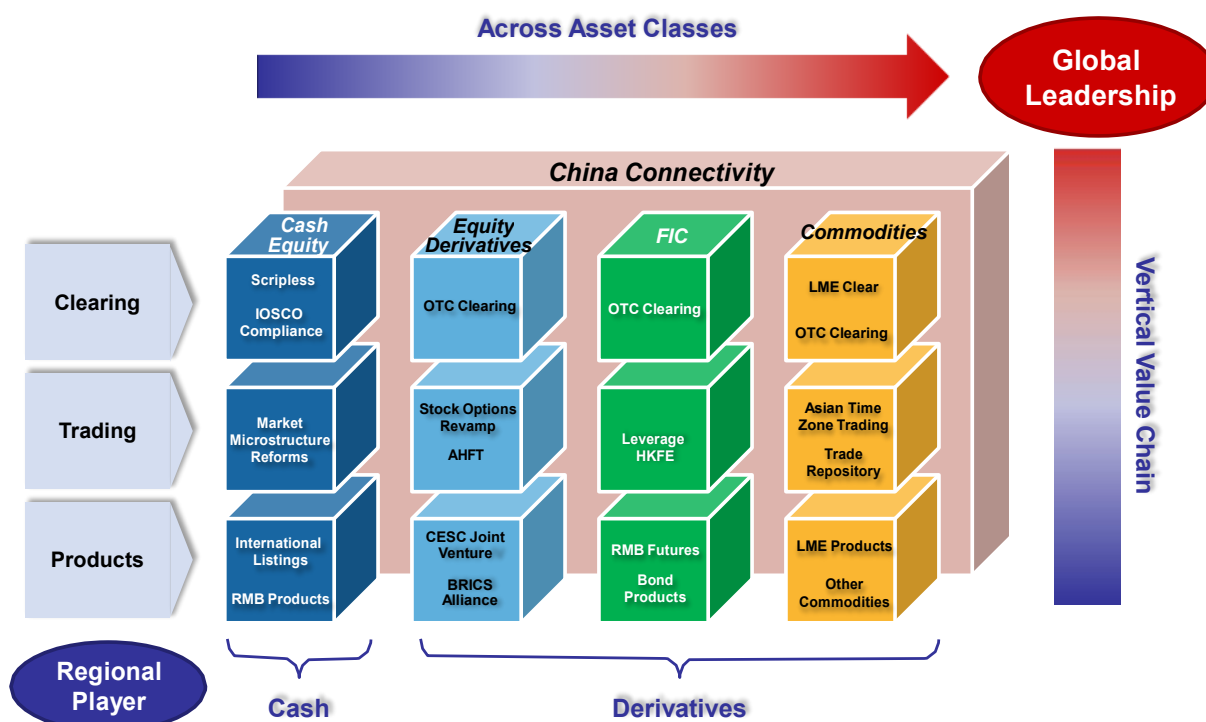 Across Asset Classes
Global
Leadership
China Connectivity
Cash
Equity
Equity
Derivatives
FIC
Commodities
Clearing
Scripless
IOSCO
Compliance
OTC Clearing
OTC Clearing
LME Clear
OTC Clearing
Trading
Market
Microstructure
Reforms
Stock Options
Revamp
AHFT
Leverage
HKFE
Asian Time
Zone Trading
Trade
Repository
Products
International
Listings
RMB Products
CESC Joint
Venture
BRICS
Alliance
RMB Futures
Bond
Products
LME Products
Other
Commodities
Vertical Value Chain
Regional
Player
Cash
Derivatives